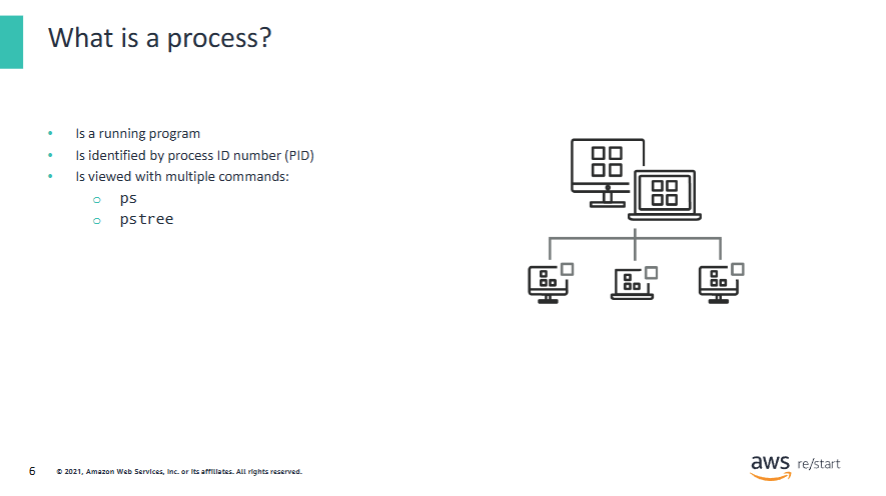 What is a process?
• Is a running program
• Is identified by process ID number (PID)
• Is viewed with multiple commands:
o ps
o pstree
6 © 2021, Amazon Web Services, Inc. or its affiliates. All rights reserved.
aws re/start